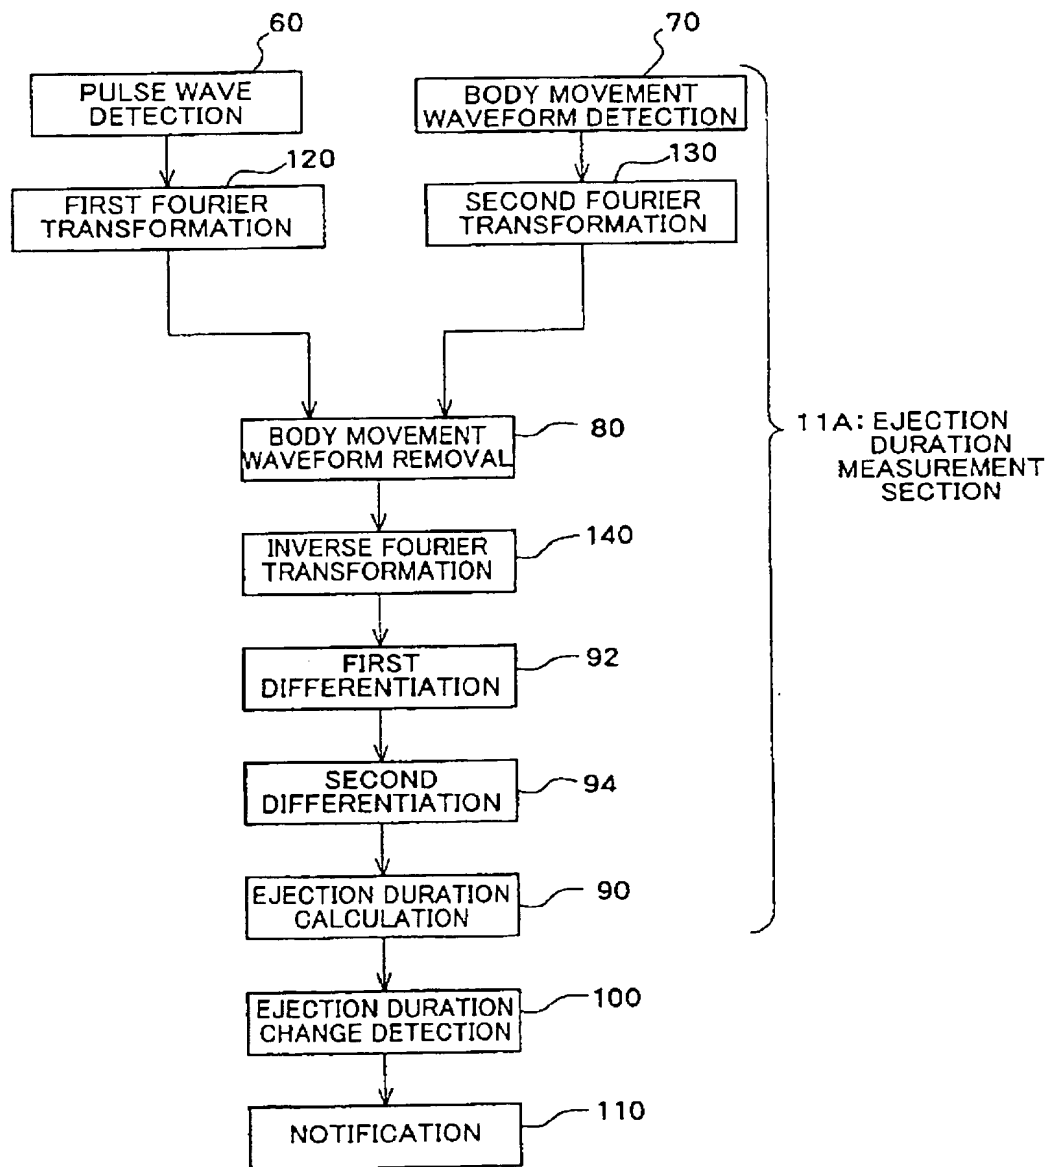 60
PULSE WAVE
DETECTION
70
BODY MOVEMENT
WAVEFORM DETECTION
120
FIRST FOURIER
TRANSFORMATION
130
SECOND FOURIER
TRANSFORMATION
BODY MOVEMENT
WAVEFORM REMOVAL
80
11A: EJECTION
DURATION
MEASUREMENT
SECTION
INVERSE FOURIER
TRANSFORMATION
140
FIRST
DIFFERENTIATION
92
SECOND
DIFFERENTIATION
94
EJECTION DURATION
CALCULATION
90
EJECTION DURATION
CHANGE DETECTION
100
NOTIFICATION
110